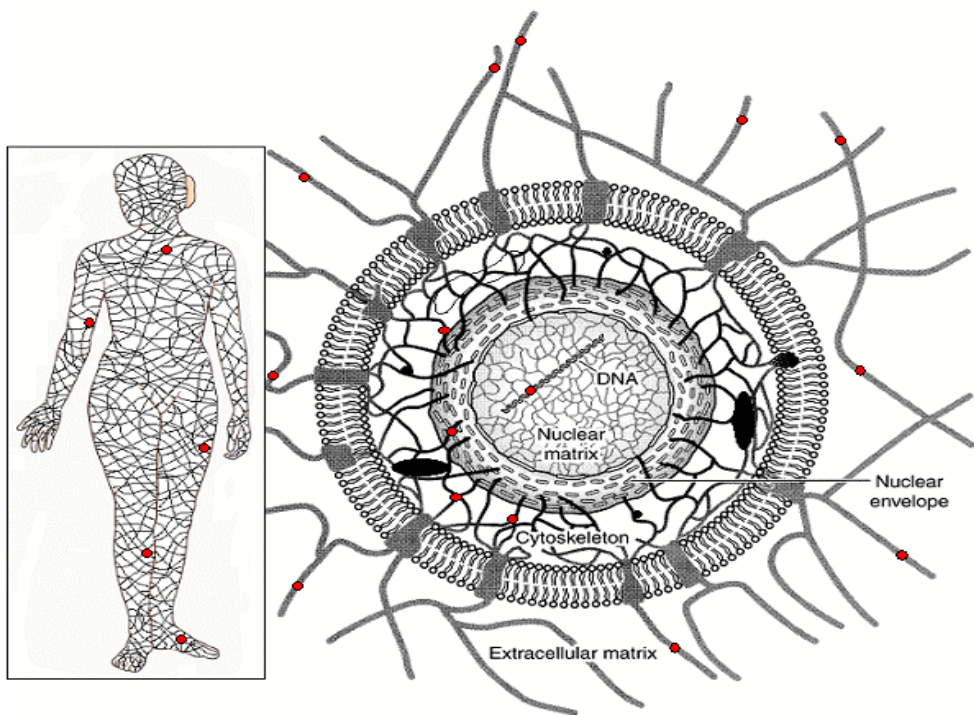 DNA
Nuclear
matrix
Nuclear
envelope
Cytoskeleton
Extracellular matrix